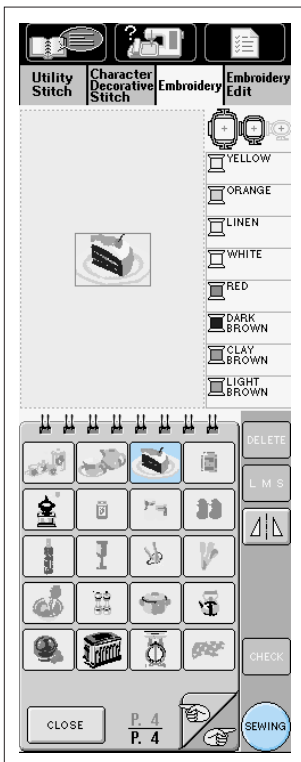 Utility
Stitch
Character
Decorative
Stitch
Embroidery
Embroidery
Edit
YELLOW
ORANGE
LINEN
WHITE
RED
DARK
BROWN
CLAY
BROWN
LIGHT
BROWN
DELETE
L M S
CHECK
CLOSE
P. 4
P. 4
SEWING